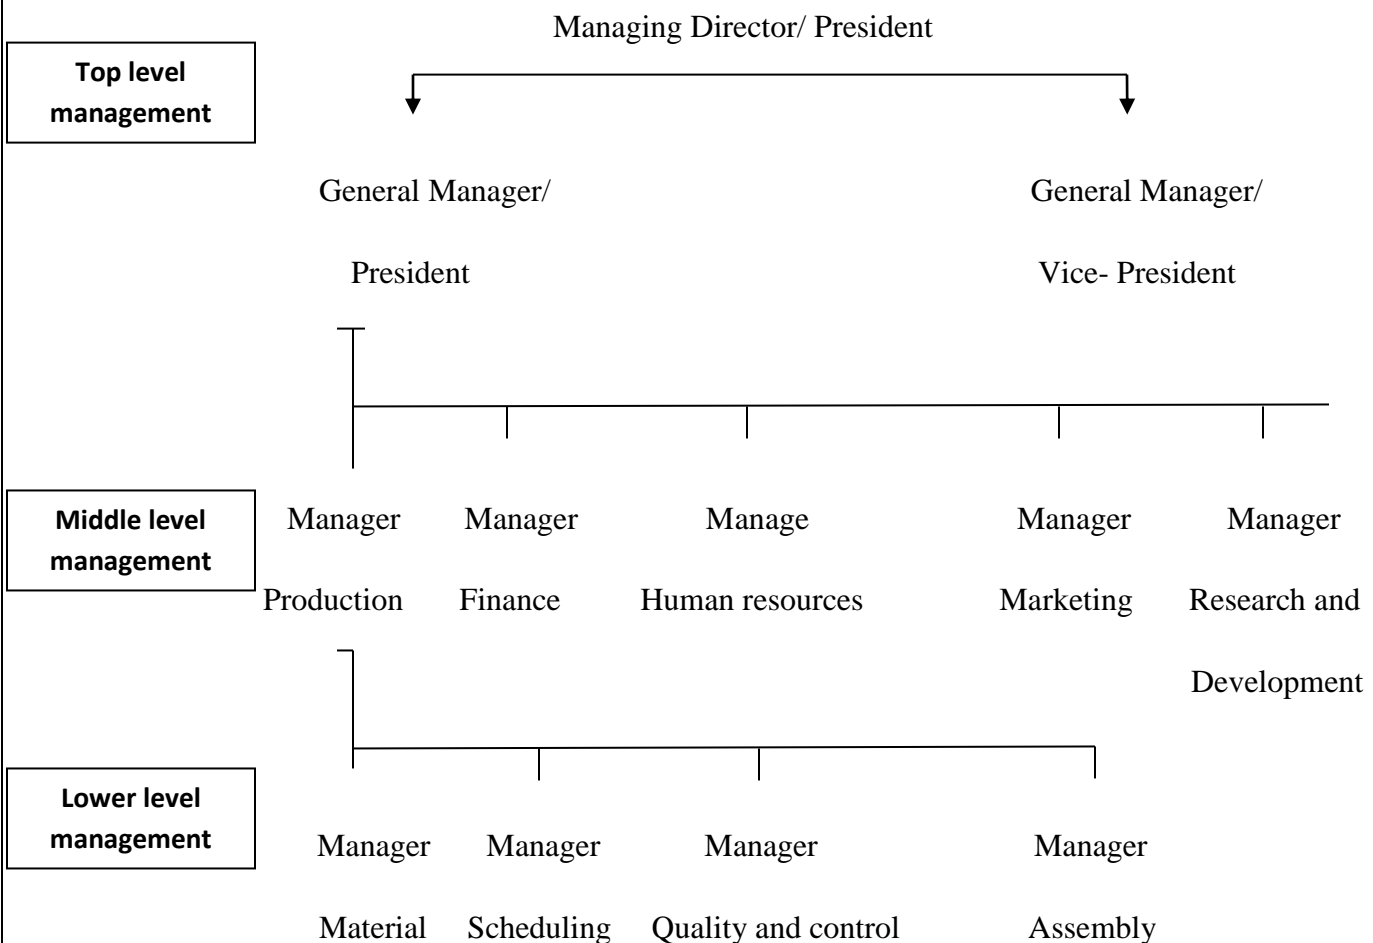 Managing Director/ President
Top level
management
General Manager/ General Manager/
President Vice- President
Middle level
management
Manager Manager Manage Manager Manager
Production Finance Human resources Marketing Research and
Development
Lower level
management
Manager Manager Manager Manager
Material Scheduling Quality and control Assembly